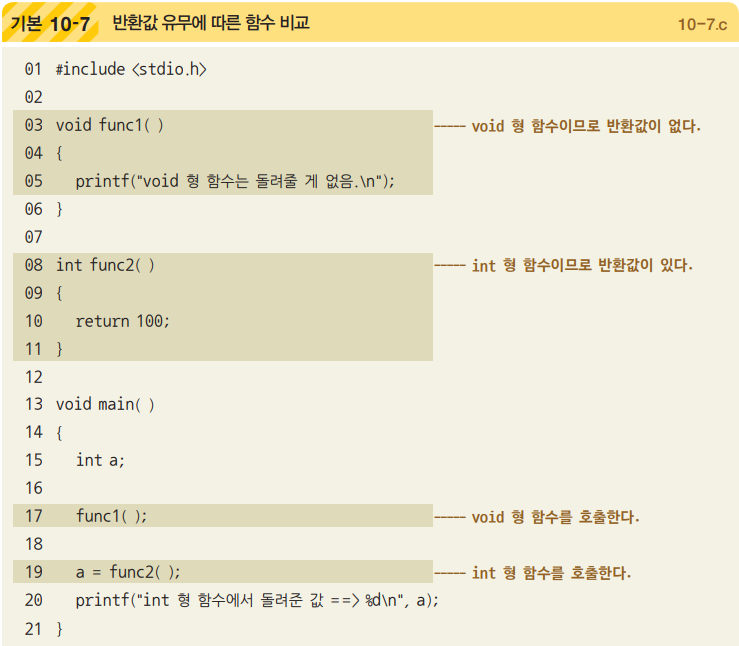 기본 10-7 반환값 유무에 따른 함수 비교 10-7.c
01 #include <stdio.h>
02
03 void func1( ) ----- void 형 함수이므로 반환값이 없다.
04 {
05 printf("void 형 함수는 돌려줄 게 없음.\n");
06 }
07
08 int func2( ) ----- int 형 함수이므로 반환값이 있다.
09 {
10 return 100;
11 }
12
13 void main( )
14 {
15 int a;
16
17 func1( ); ----- void 형 함수를 호출한다.
18
19 a = func2( ); ----- int 형 함수를 호출한다.
20 printf("int 형 함수에서 돌려준 값 ==> %d\n", a);
21 }